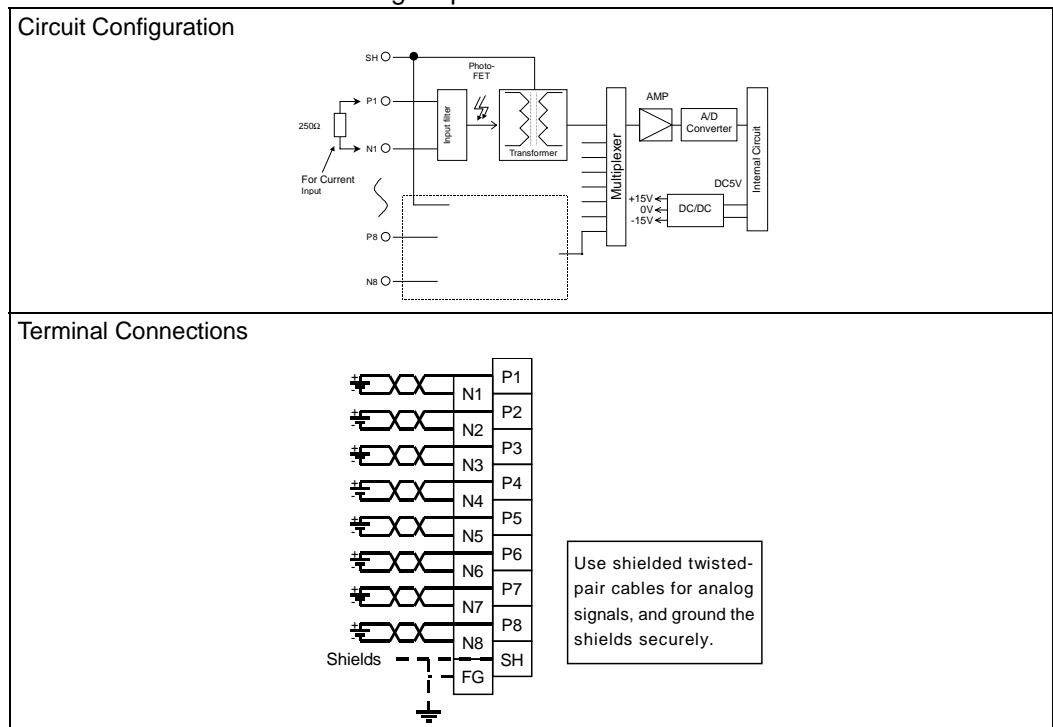 Circuit Configuration
SH
Photo-
FET
P1
250Ω
N1
Input filter
Transformer
For Current
Input
P8
N8
Multiplexer
AMP
A/D
Converter
Internal Circuit
DC5V
+15V
0V
-15V
DC/DC
Terminal Connections
+
-
P1
N1
+
-
P2
N2
+
-
P3
N3
+
-
P4
N4
+
-
P5
N5
+
-
P6
N6
+
-
P7
N7
+
-
P8
N8
Shields
SH
FG
Use shielded twisted-
pair cables for analog
signals, and ground the
shields securely.